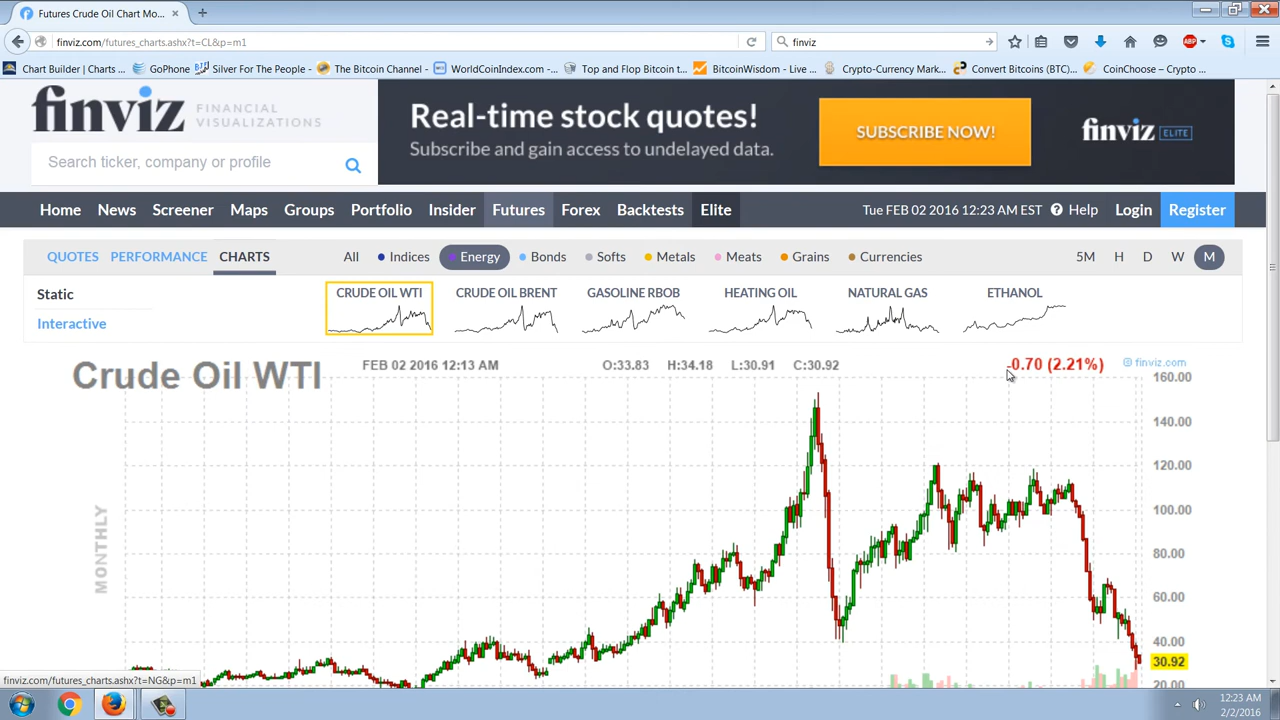 Futures Crude Oil Chart Mo...
finviz.com/futures_charts.ashx?t=CL&p=m1
finviz
ABP
Chart Builder | Charts ...
GoPhone
Silver For The People -
The Bitcoin Channel -
WorldCoinIndex.com -...
Top and Flop Bitcoin t...
BitcoinWisdom - Live ...
Crypto-Currency Mark...
Convert Bitcoins (BTC)...
CoinChoose – Crypto ...
finviz FINANCIAL VISUALIZATIONS
Search ticker, company or profile
Real-time stock quotes!
Subscribe and gain access to undelayed data.
SUBSCRIBE NOW!
finviz ELITE
Home News Screener Maps Groups Portfolio Insider Futures Forex Backtests Elite
Tue FEB 02 2016 12:23 AM EST Help Login Register
QUOTES PERFORMANCE CHARTS
All Indices Energy Bonds Softs Metals Meats Grains Currencies
5M H D W M
Static
Interactive
CRUDE OIL WTI CRUDE OIL BRENT GASOLINE RBOB HEATING OIL NATURAL GAS ETHANOL
Crude Oil WTI
FEB 02 2016 12:13 AM O:33.83 H:34.18 L:30.91 C:30.92 -0.70 (2.21%) © finviz.com
160.00
140.00
120.00
100.00
80.00
60.00
40.00
30.92
20.00
MONTHLY
finviz.com/futures_charts.ashx?t=NG&p=m1
12:23 AM
2/2/2016